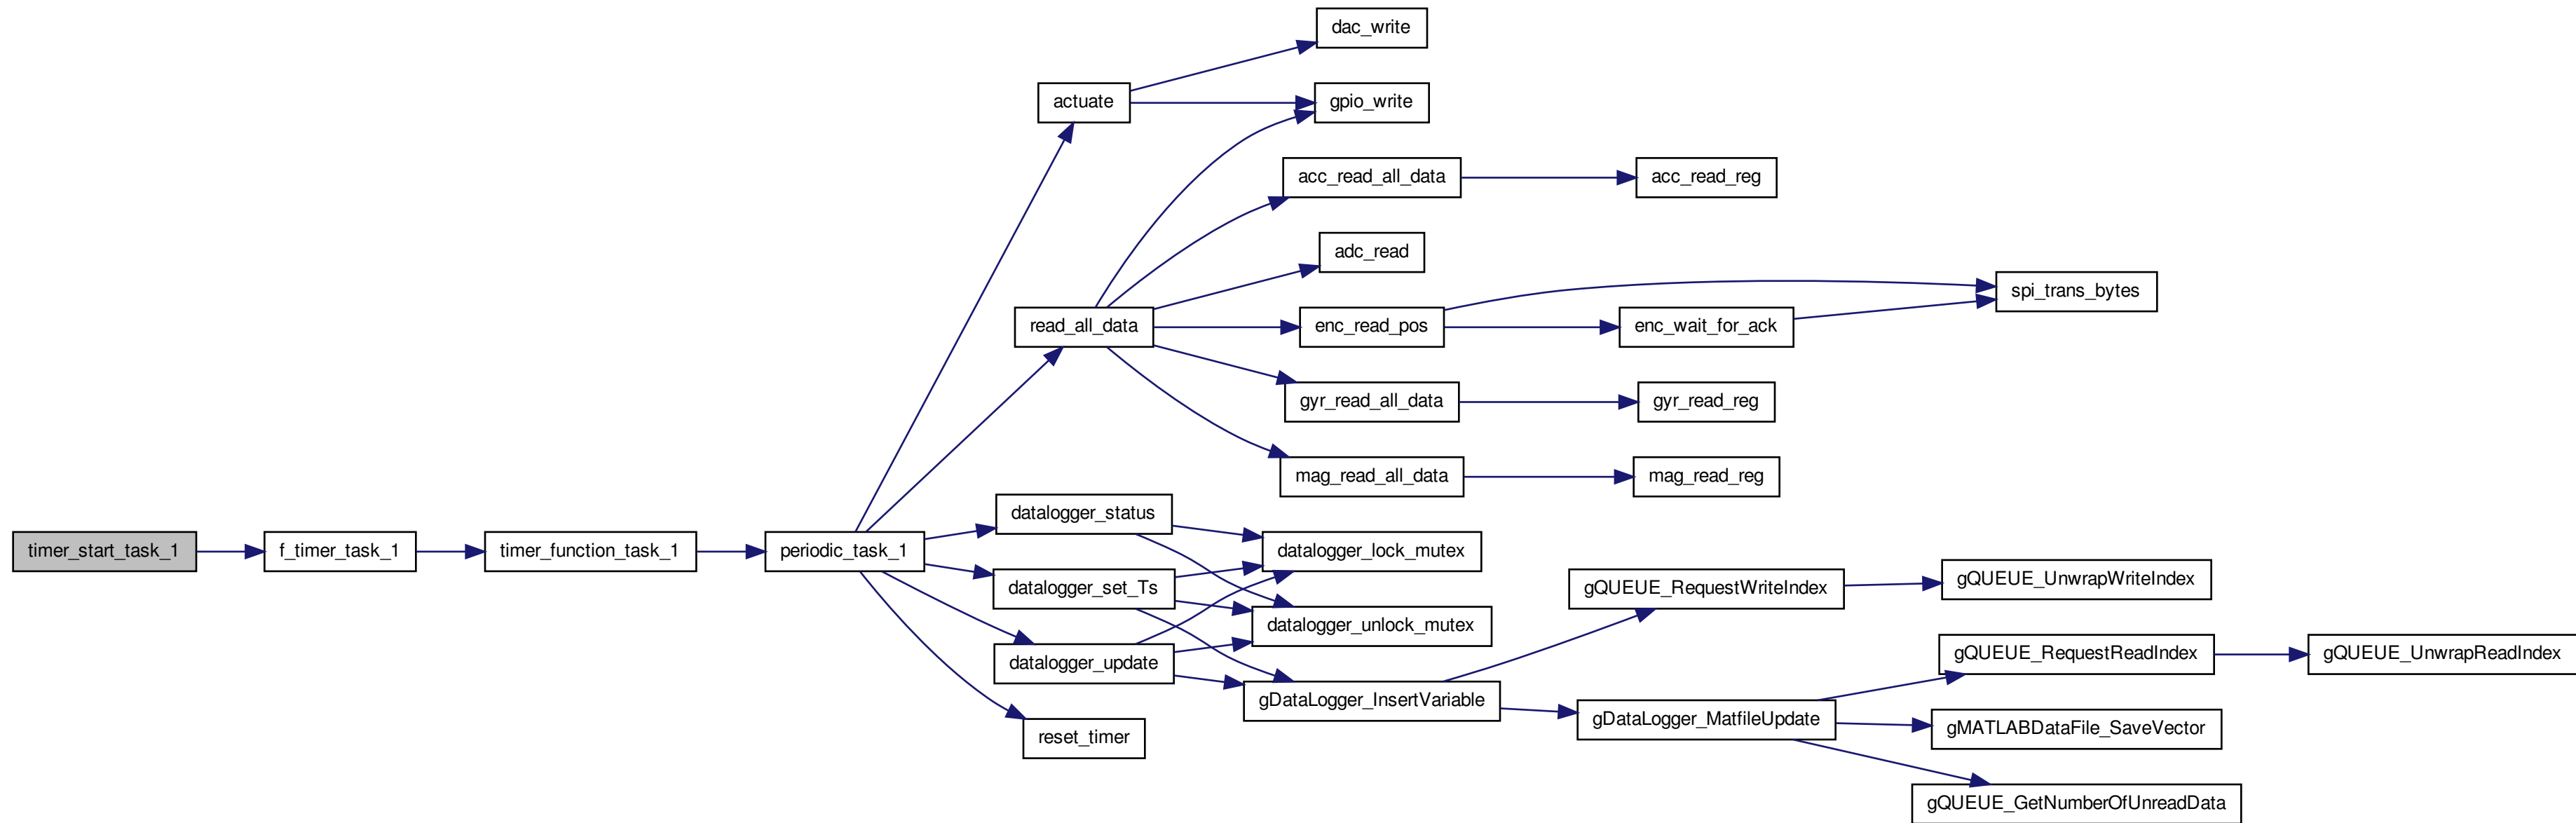 dac_write
actuate
gpio_write
acc_read_all_data
acc_read_reg
adc_read
spi_trans_bytes
read_all_data
enc_read_pos
enc_wait_for_ack
gyr_read_all_data
gyr_read_reg
mag_read_all_data
mag_read_reg
datalogger_status
timer_start_task_1
f_timer_task_1
timer_function_task_1
periodic_task_1
datalogger_lock_mutex
datalogger_set_Ts
gQUEUE_RequestWriteIndex
gQUEUE_UnwrapWriteIndex
datalogger_unlock_mutex
datalogger_update
gQUEUE_RequestReadIndex
gQUEUE_UnwrapReadIndex
gDataLogger_InsertVariable
gDataLogger_MatfileUpdate
gMATLABDataFile_SaveVector
reset_timer
gQUEUE_GetNumberOfUnreadData